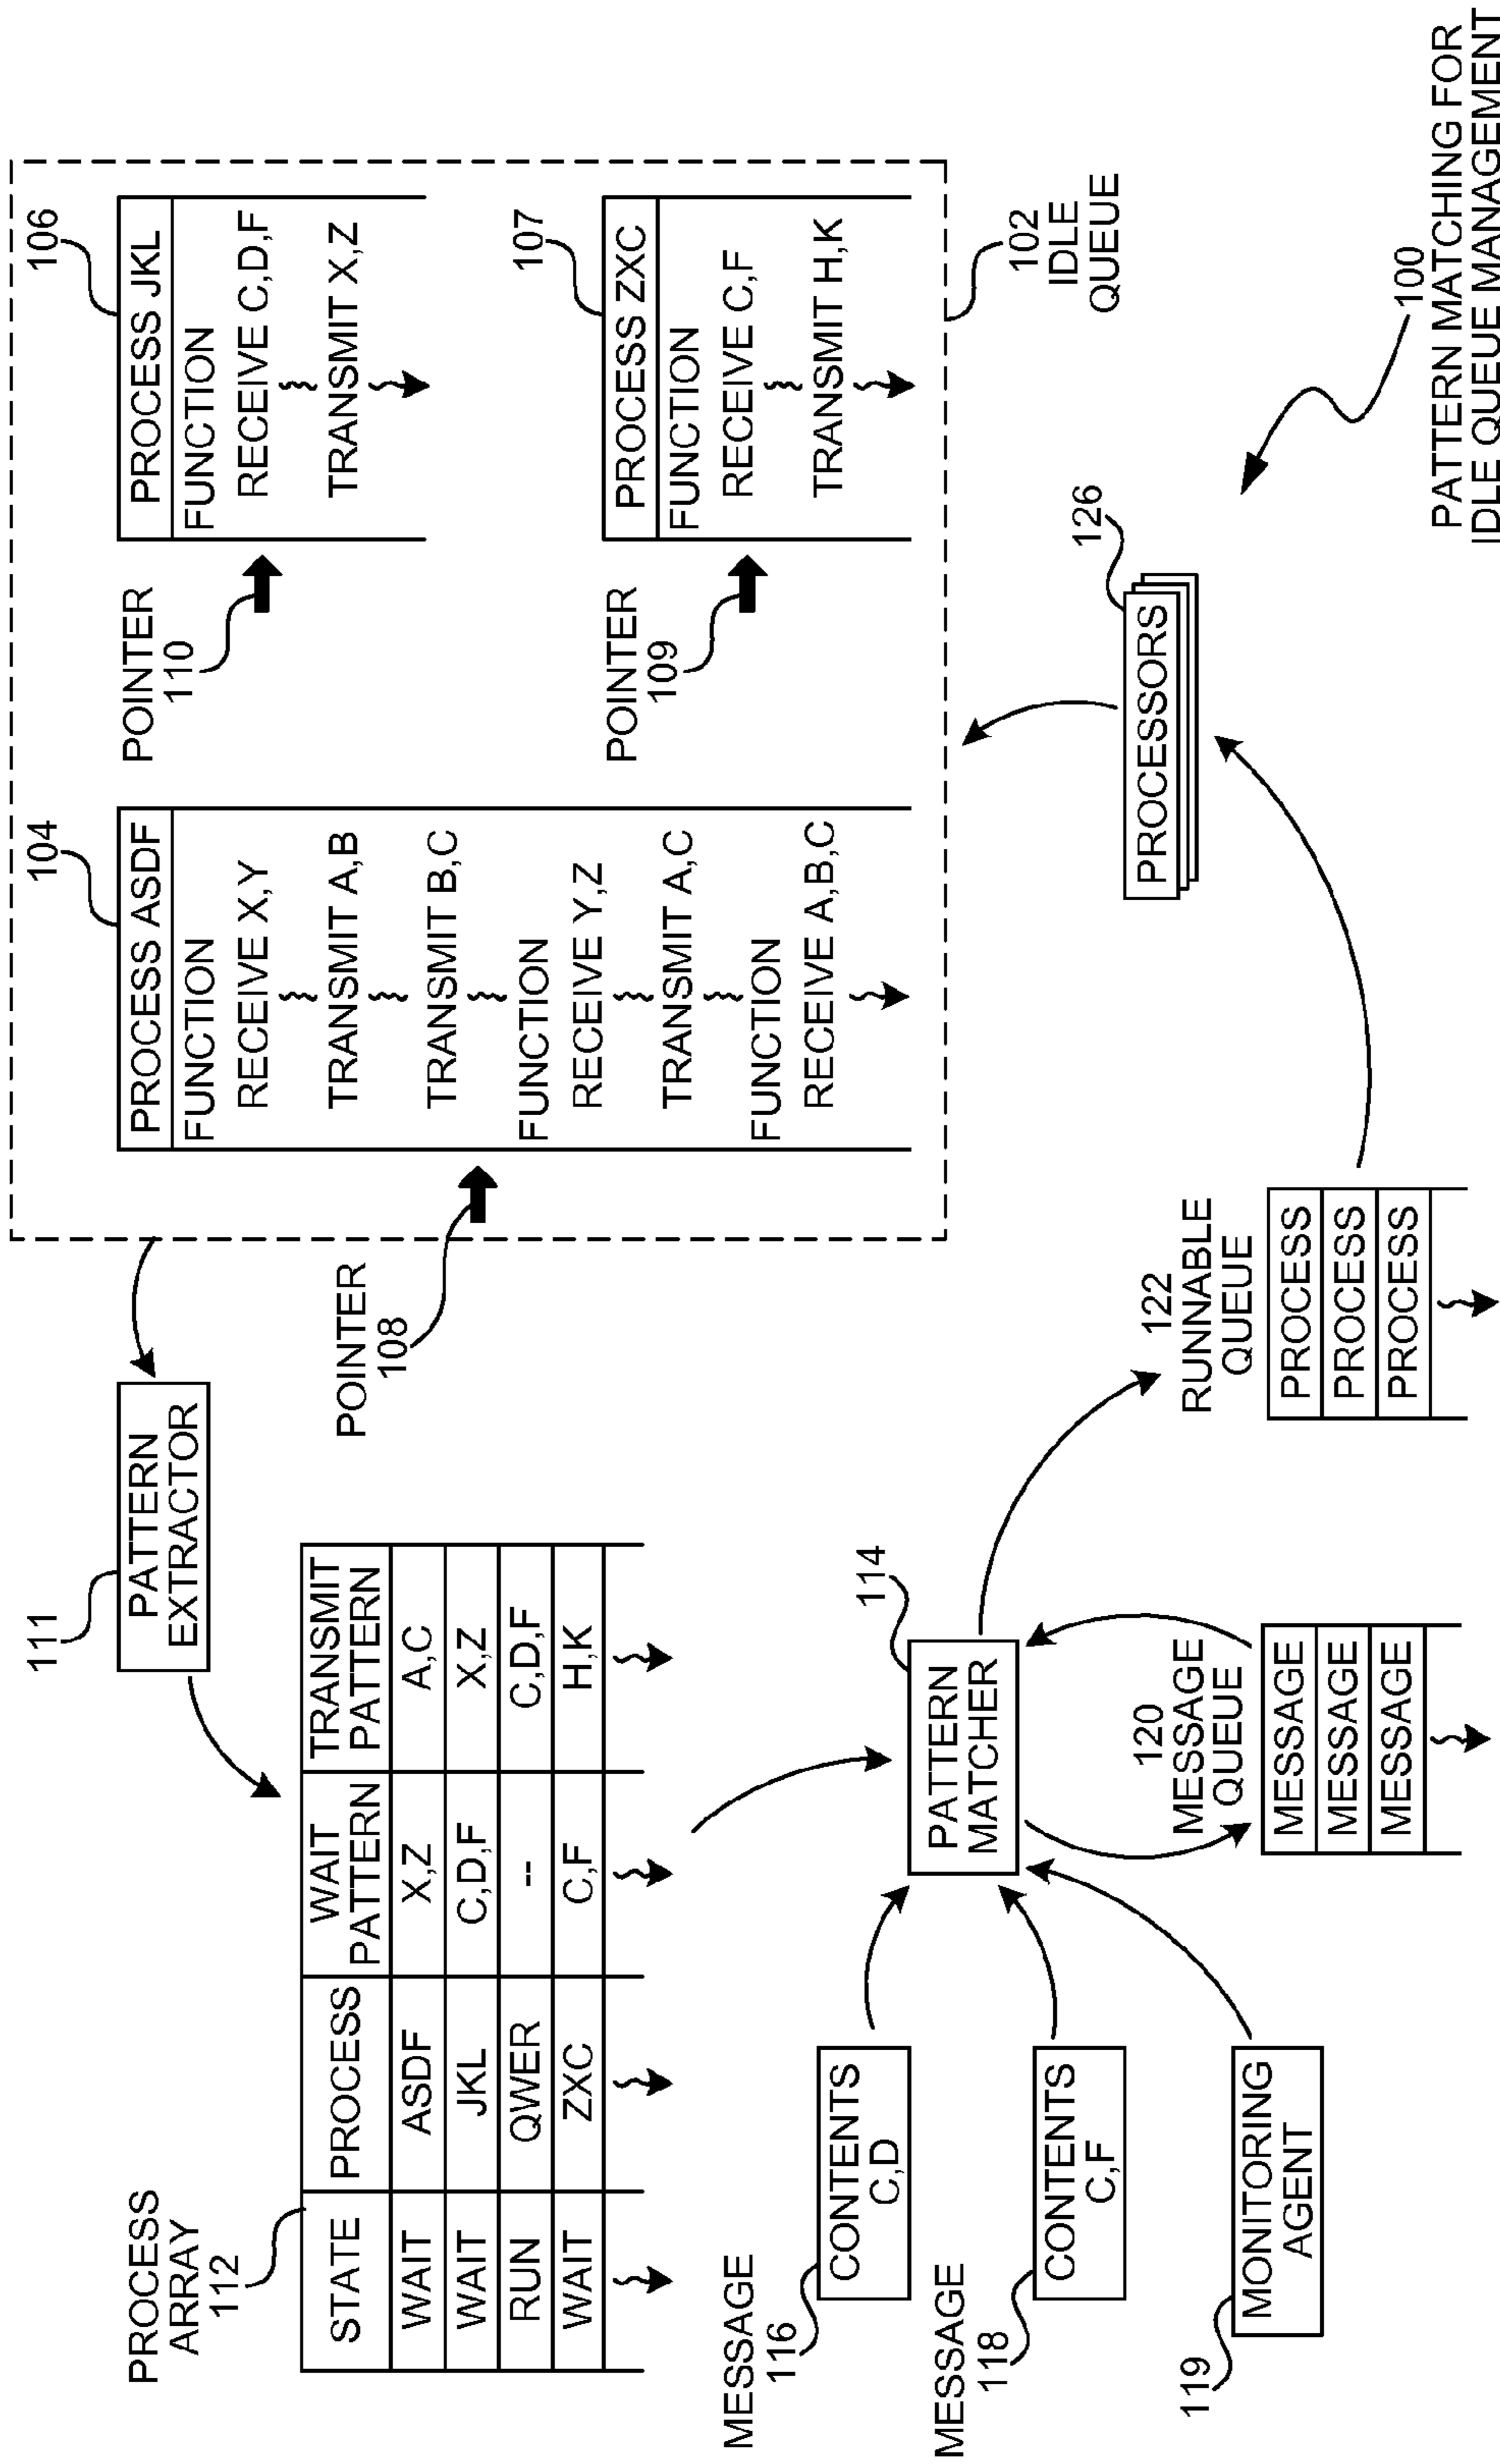 PROCESS
ARRAY
112
STATE PROCESS WAIT PATTERN TRANSMIT PATTERN
WAIT ASDF X,Z A,C
WAIT JKL C,D,F X,Z
RUN QWER -- C,D,F
WAIT ZXC C,F H,K
111
PATTERN
EXTRACTOR
POINTER
108
104
PROCESS ASDF
FUNCTION
RECEIVE X,Y
TRANSMIT A,B
TRANSMIT B,C
FUNCTION
RECEIVE Y,Z
TRANSMIT A,C
FUNCTION
RECEIVE A,B,C
POINTER
110
106
PROCESS JKL
FUNCTION
RECEIVE C,D,F
TRANSMIT X,Z
POINTER
109
107
PROCESS ZXC
FUNCTION
RECEIVE C,F
TRANSMIT H,K
102
IDLE
QUEUE
MESSAGE
116
CONTENTS
C,D
MESSAGE
118
CONTENTS
C,F
119
MONITORING
AGENT
114
PATTERN
MATCHER
120
MESSAGE
QUEUE
MESSAGE
MESSAGE
MESSAGE
122
RUNNABLE
QUEUE
PROCESS
PROCESS
PROCESS
126
PROCESSORS
100
PATTERN MATCHING FOR
IDLE QUEUE MANAGEMENT